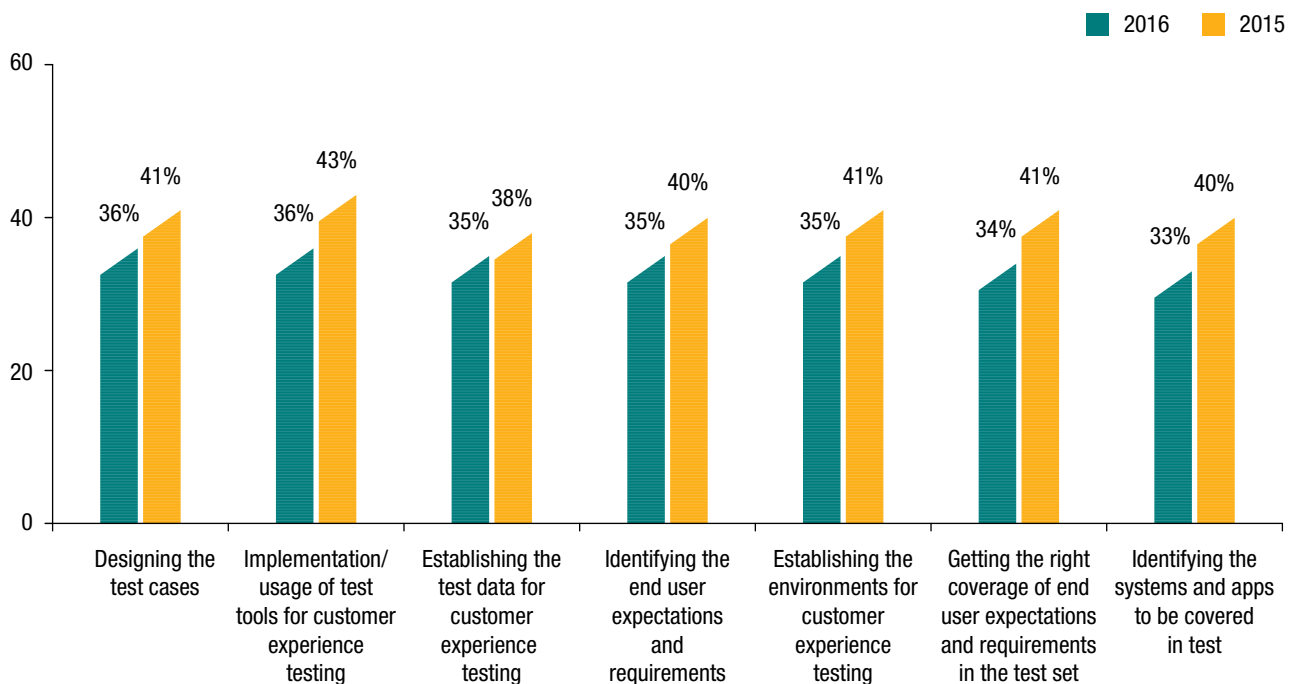 2016 2015
60
40
20
0
36% 41%
36% 43%
35% 38%
35% 40%
35% 41%
34% 41%
33% 40%
Designing the
test cases
Implementation/
usage of test
tools for customer
experience
testing
Establishing the
test data for
customer
experience
testing
Identifying the
end user
expectations
and
requirements
Establishing the
environments for
customer
experience
testing
Getting the right
coverage of end
user expectations
and requirements
in the test set
Identifying the
systems and apps
to be covered
in test